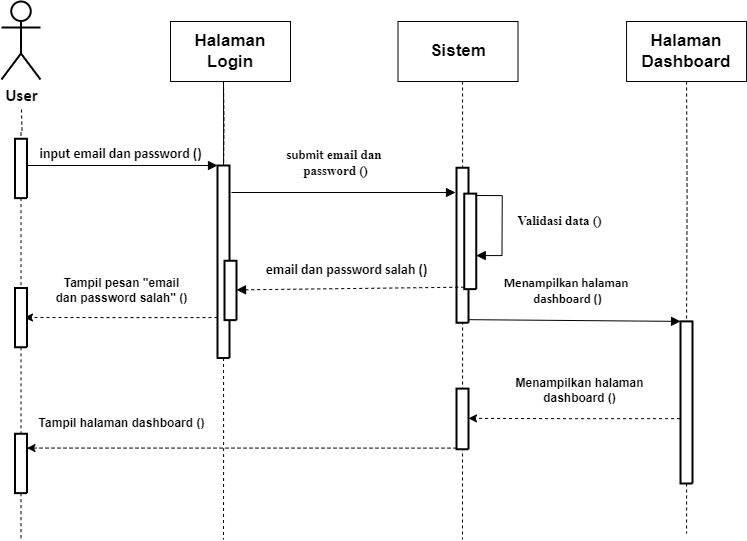 Halaman
Login
Sistem
Halaman
Dashboard
User
input email dan password ()
submit email dan
password ()
Validasi data ()
email dan password salah ()
Tampil pesan "email
dan password salah" ()
Menampilkan halaman
dashboard ()
Menampilkan halaman
dashboard ()
Tampil halaman dashboard ()